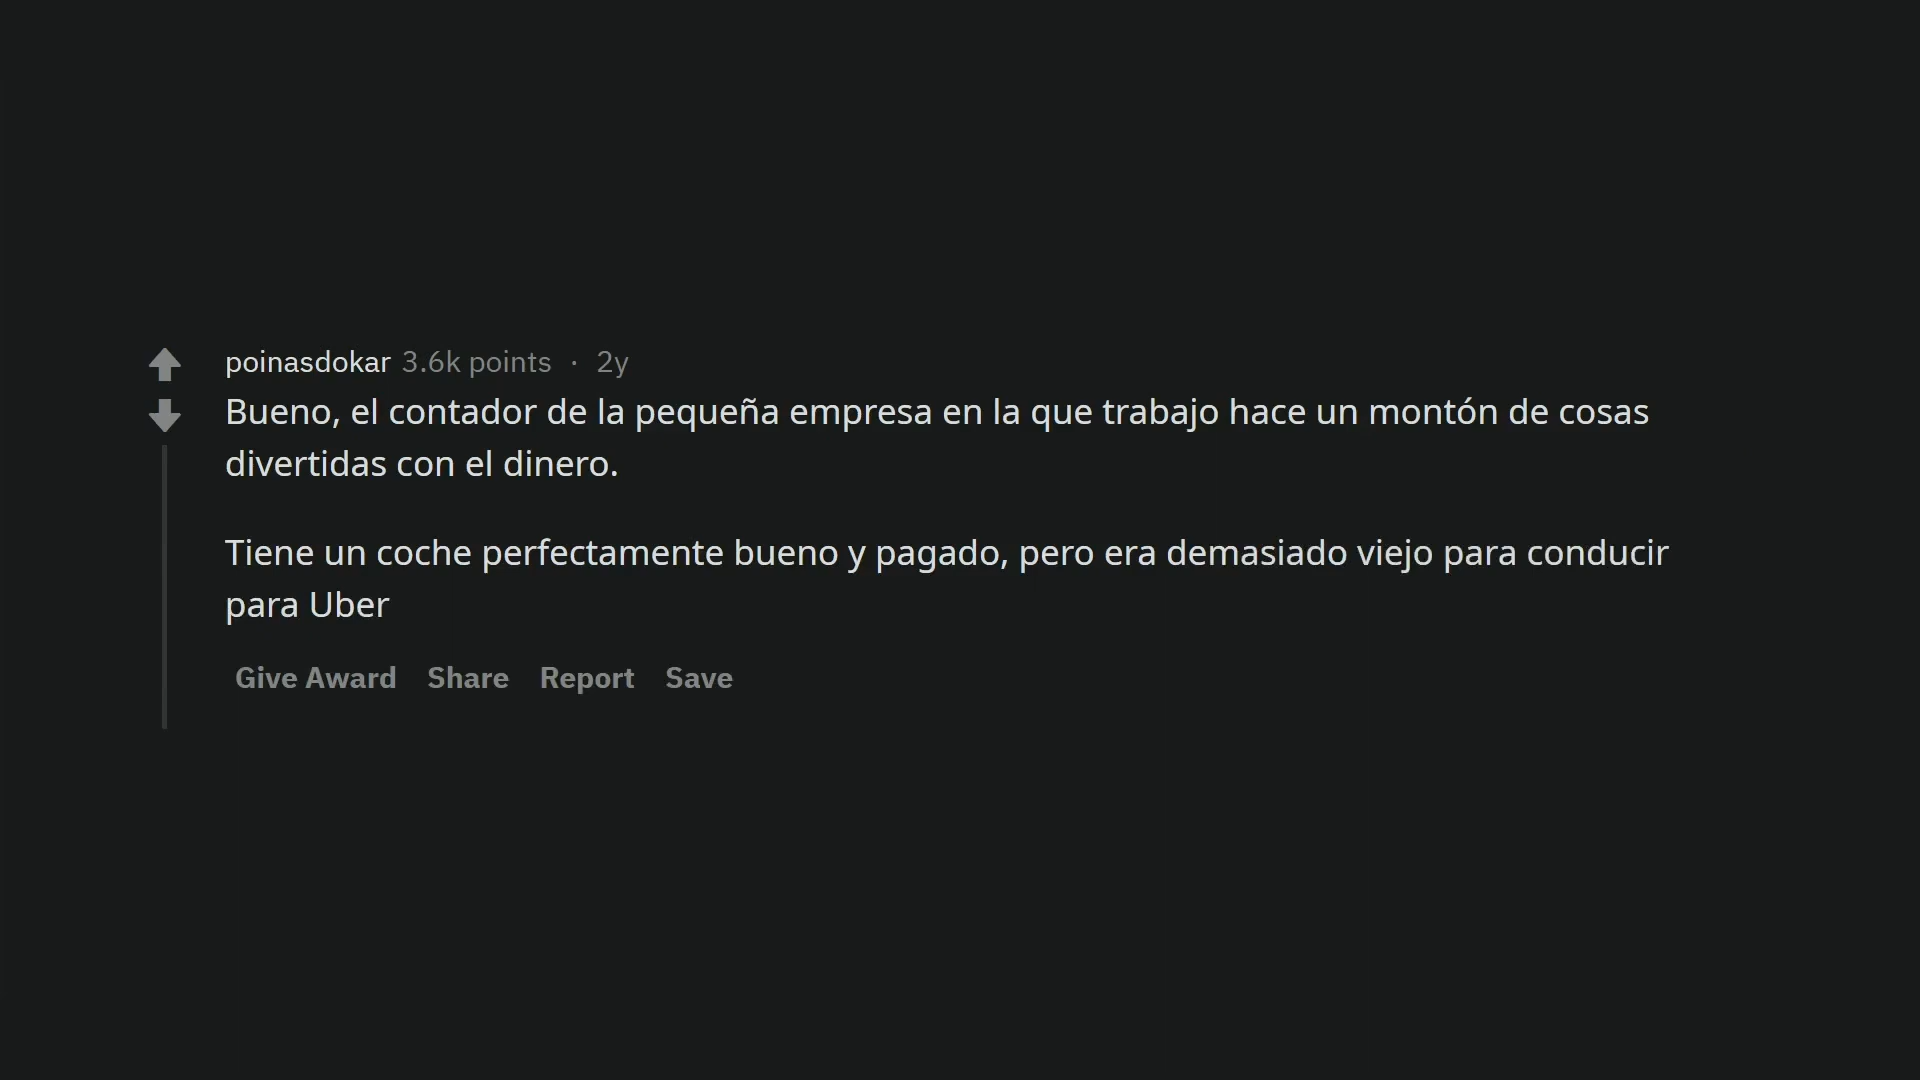 poinasdokar 3.6k points · 2y
Bueno, el contador de la pequeña empresa en la que trabajo hace un montón de cosas
divertidas con el dinero.
Tiene un coche perfectamente bueno y pagado, pero era demasiado viejo para conducir
para Uber
Give Award Share Report Save